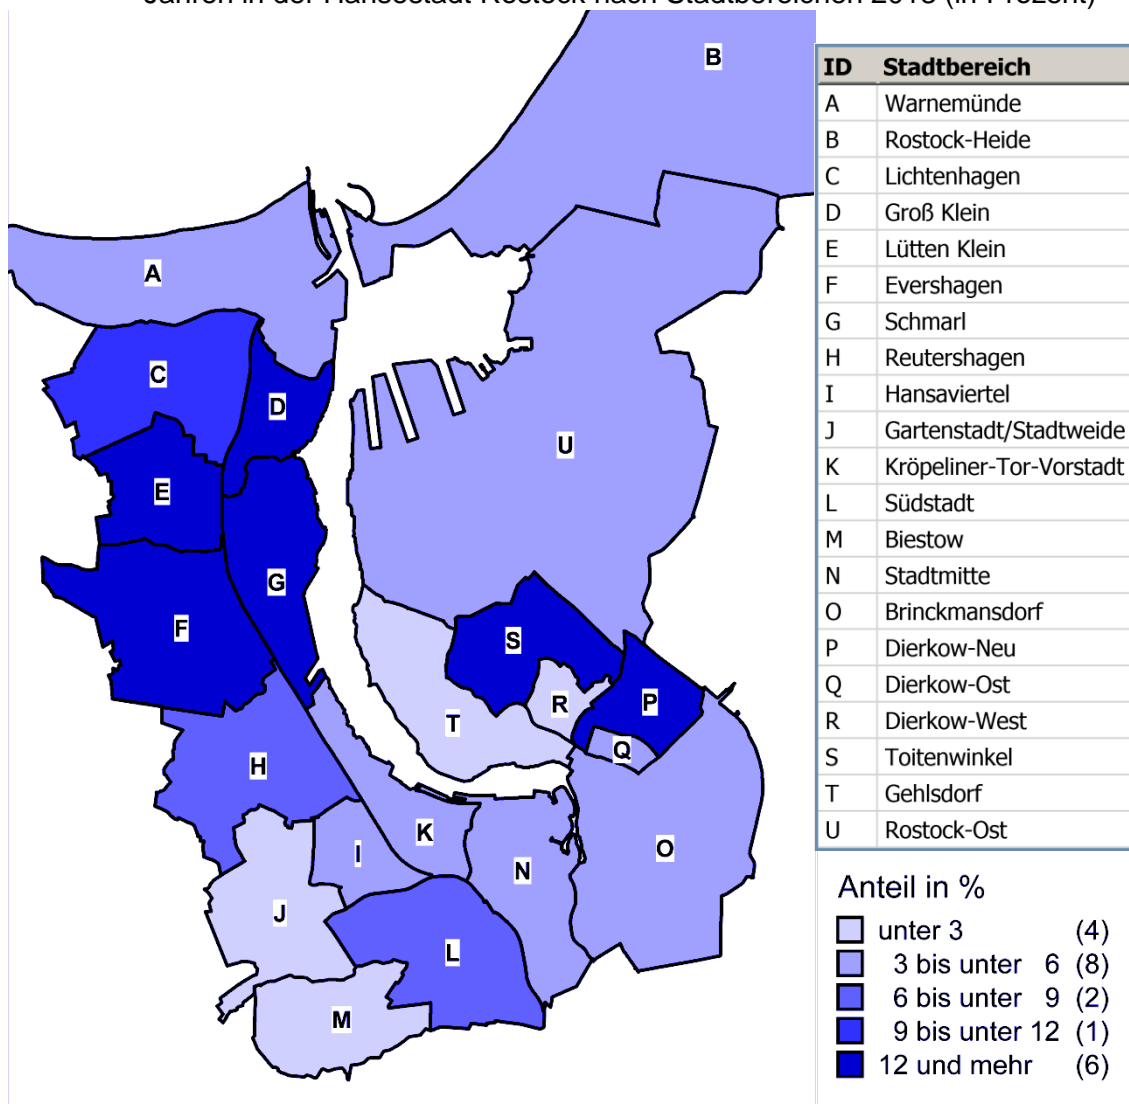 Jahren in der Hansestadt Rostock nach Stadtbereichen 2018 (in Prozent)
B
A
C
D
U
E
G
F
S
R
P
T
Q
H
K
I
O
N
J
L
M
ID Stadtbereich
A Warnemünde
B Rostock-Heide
C Lichtenhagen
D Groß Klein
E Lütten Klein
F Evershagen
G Schmarl
H Reutershagen
I Hansaviertel
J Gartenstadt/Stadtweide
K Kröpeliner-Tor-Vorstadt
L Südstadt
M Biestow
N Stadtmitte
O Brinckmansdorf
P Dierkow-Neu
Q Dierkow-Ost
R Dierkow-West
S Toitenwinkel
T Gehlsdorf
U Rostock-Ost
Anteil in %
unter 3 (4)
3 bis unter 6 (8)
6 bis unter 9 (2)
9 bis unter 12 (1)
12 und mehr (6)